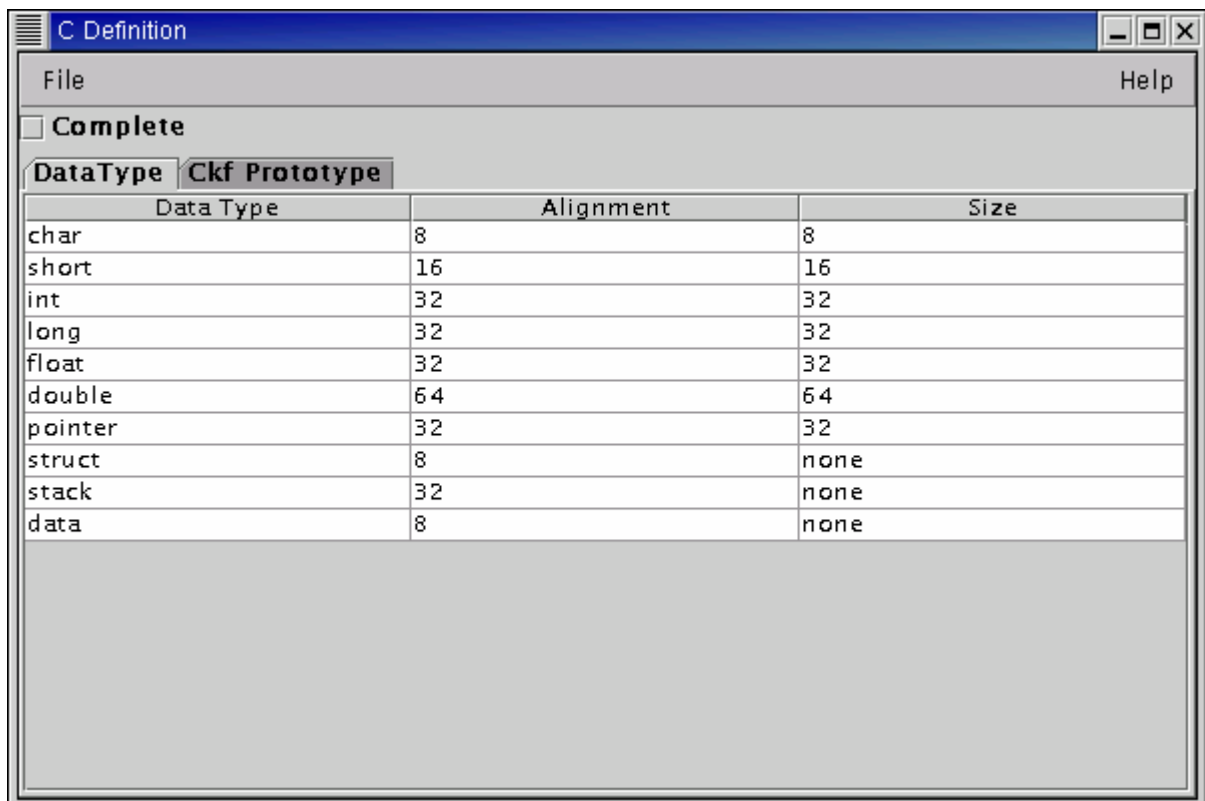 C Definition
File Help
Complete
DataType Ckf Prototype
Data Type Alignment Size
char 8 8
short 16 16
int 32 32
long 32 32
float 32 32
double 64 64
pointer 32 32
struct 8 none
stack 32 none
data 8 none